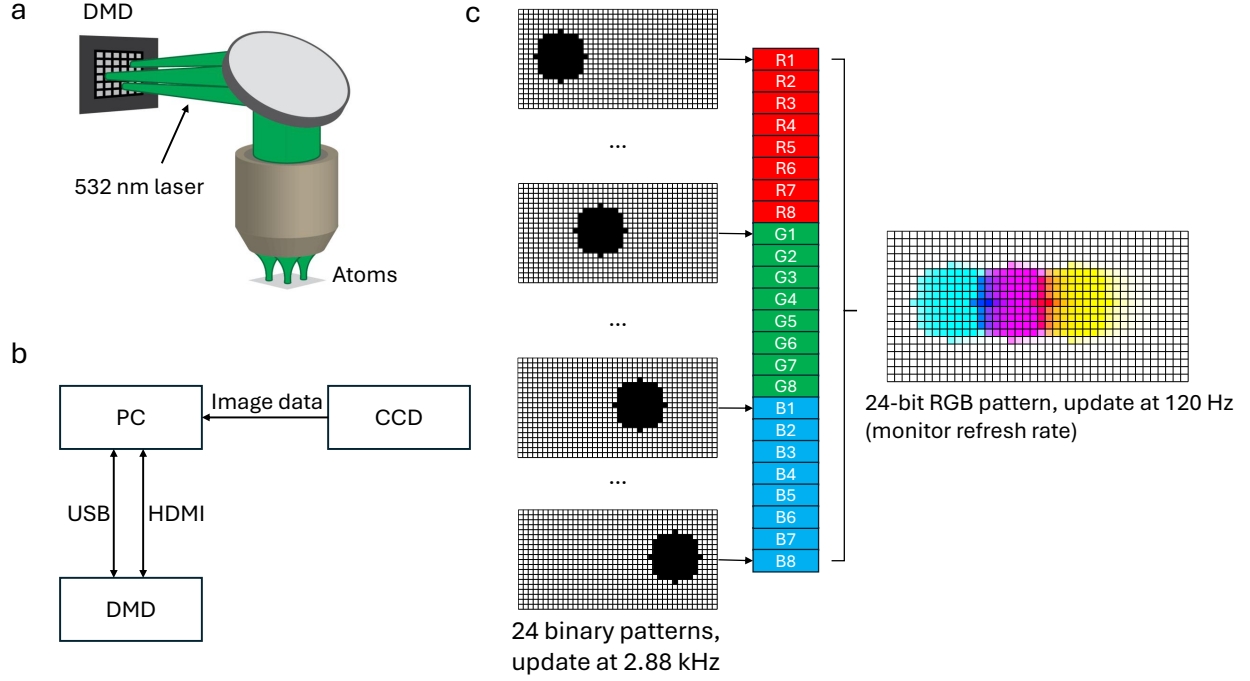 a
DMD
532 nm laser
Atoms
b
PC
Image data
CCD
USB
HDMI
DMD
c
...
...
...
24 binary patterns,
update at 2.88 kHz
R1
R2
R3
R4
R5
R6
R7
R8
G1
G2
G3
G4
G5
G6
G7
G8
B1
B2
B3
B4
B5
B6
B7
B8
24-bit RGB pattern, update at 120 Hz
(monitor refresh rate)